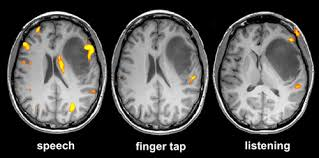 speech
finger tap
listening